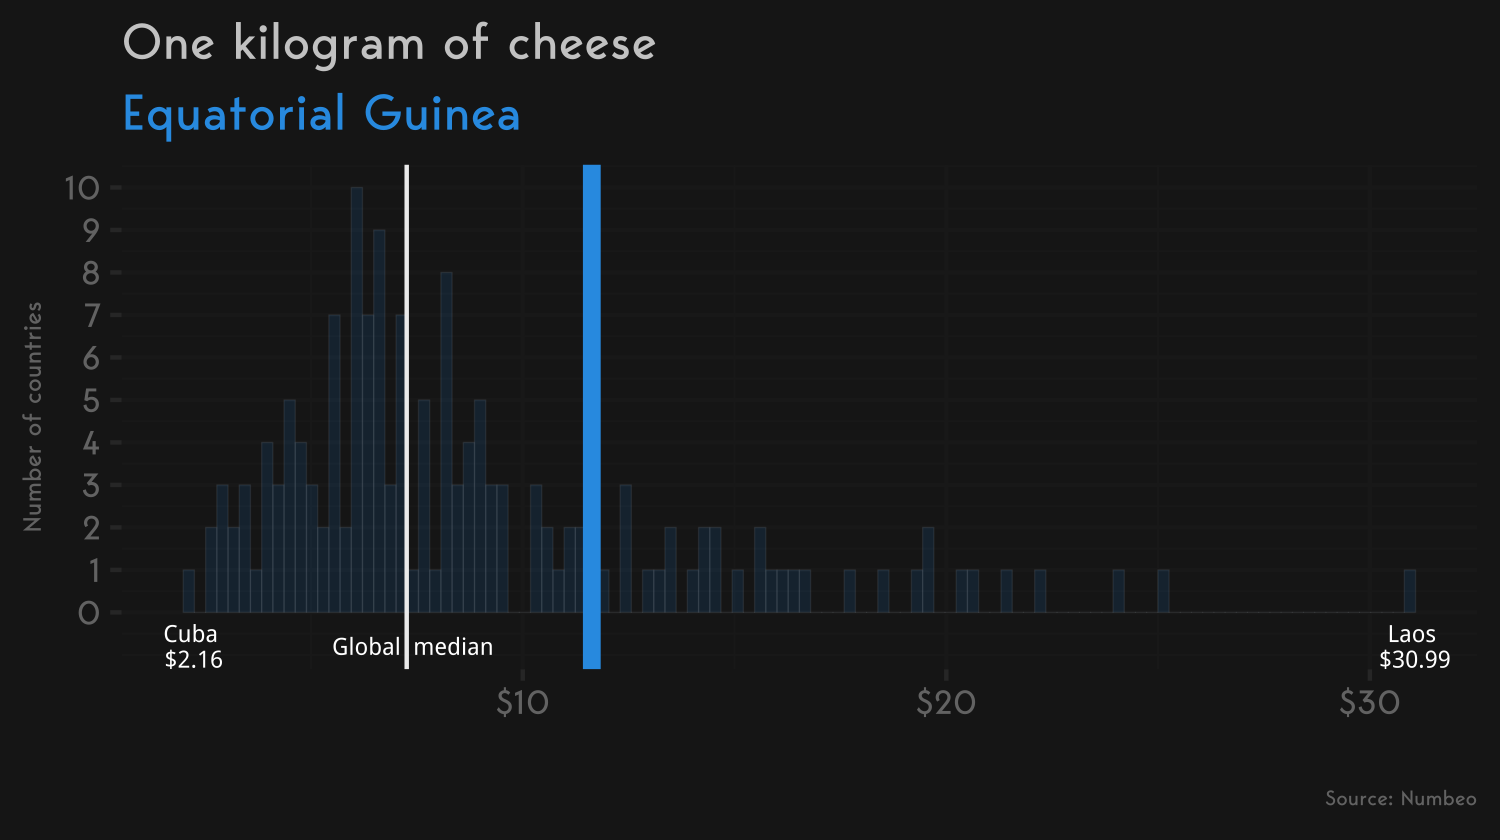 One kilogram of cheese
Equatorial Guinea
Number of countries
10
9
8
7
6
5
4
3
2
1
0
Cuba
$2.16
Global median
Laos
$30.99
$10
$20
$30
Source: Numbeo